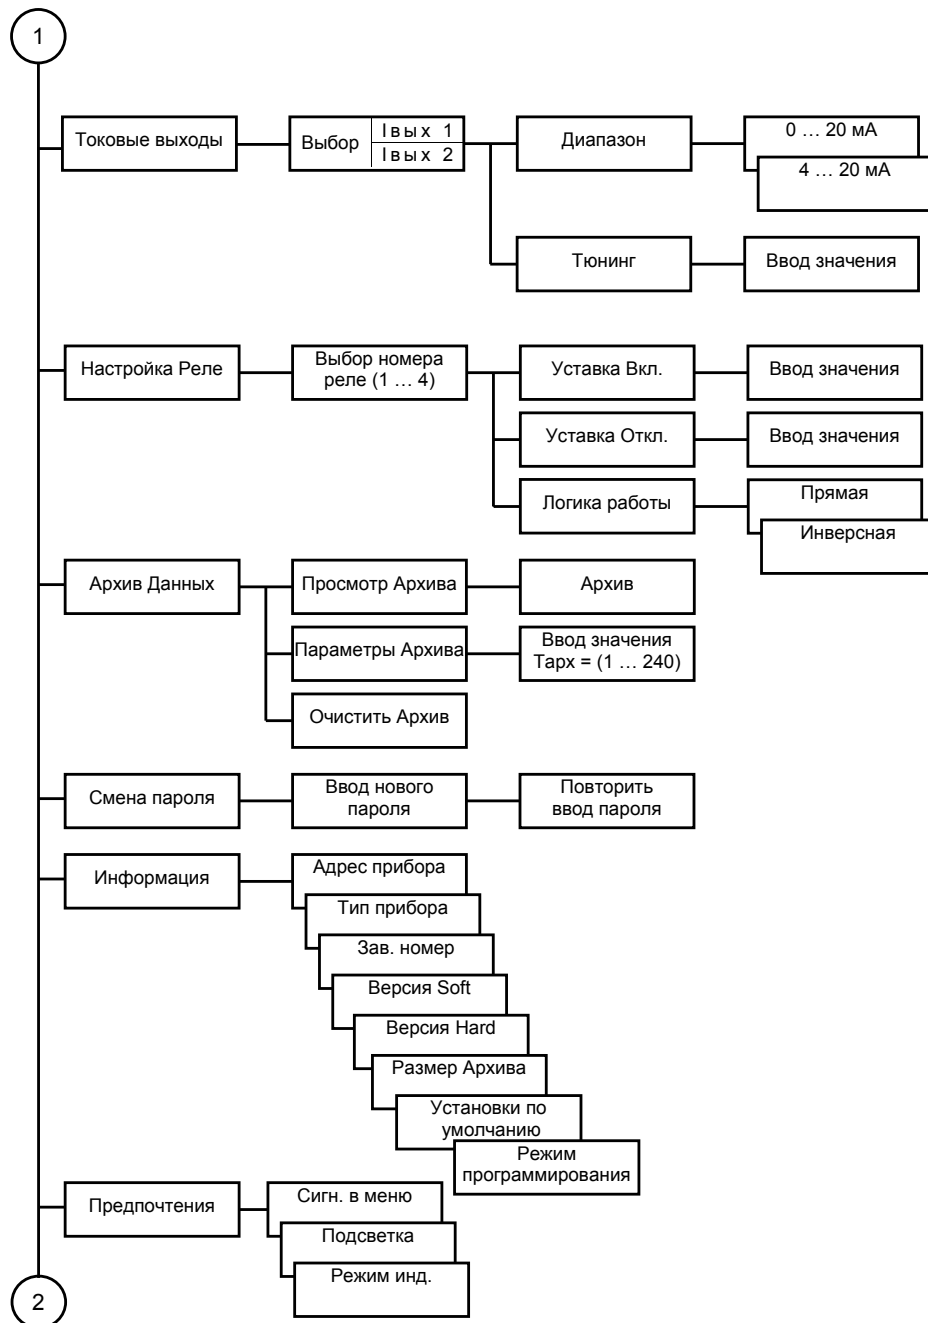 1
Токовые выходы
Выбор
Iвых 1
Iвых 2
Диапазон
0 … 20 мА
4 … 20 мА
Тюнинг
Ввод значения
Настройка Реле
Выбор номера
реле (1 … 4)
Уставка Вкл.
Ввод значения
Уставка Откл.
Ввод значения
Логика работы
Прямая
Инверсная
Архив Данных
Просмотр Архива
Архив
Параметры Архива
Ввод значения
Тарх = (1 … 240)
Очистить Архив
Смена пароля
Ввод нового
пароля
Повторить
ввод пароля
Информация
Адрес прибора
Тип прибора
Зав. номер
Версия Soft
Версия Hard
Размер Архива
Установки по
умолчанию
Режим
программирования
Предпочтения
Сигн. в меню
Подсветка
Режим инд.
2